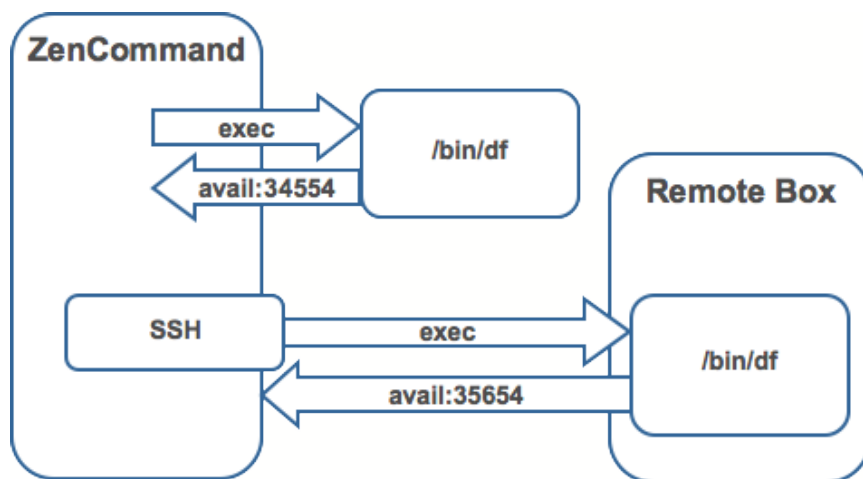 ZenCommand
exec
/bin/df
avail:34554
Remote Box
SSH
exec
/bin/df
avail:35654